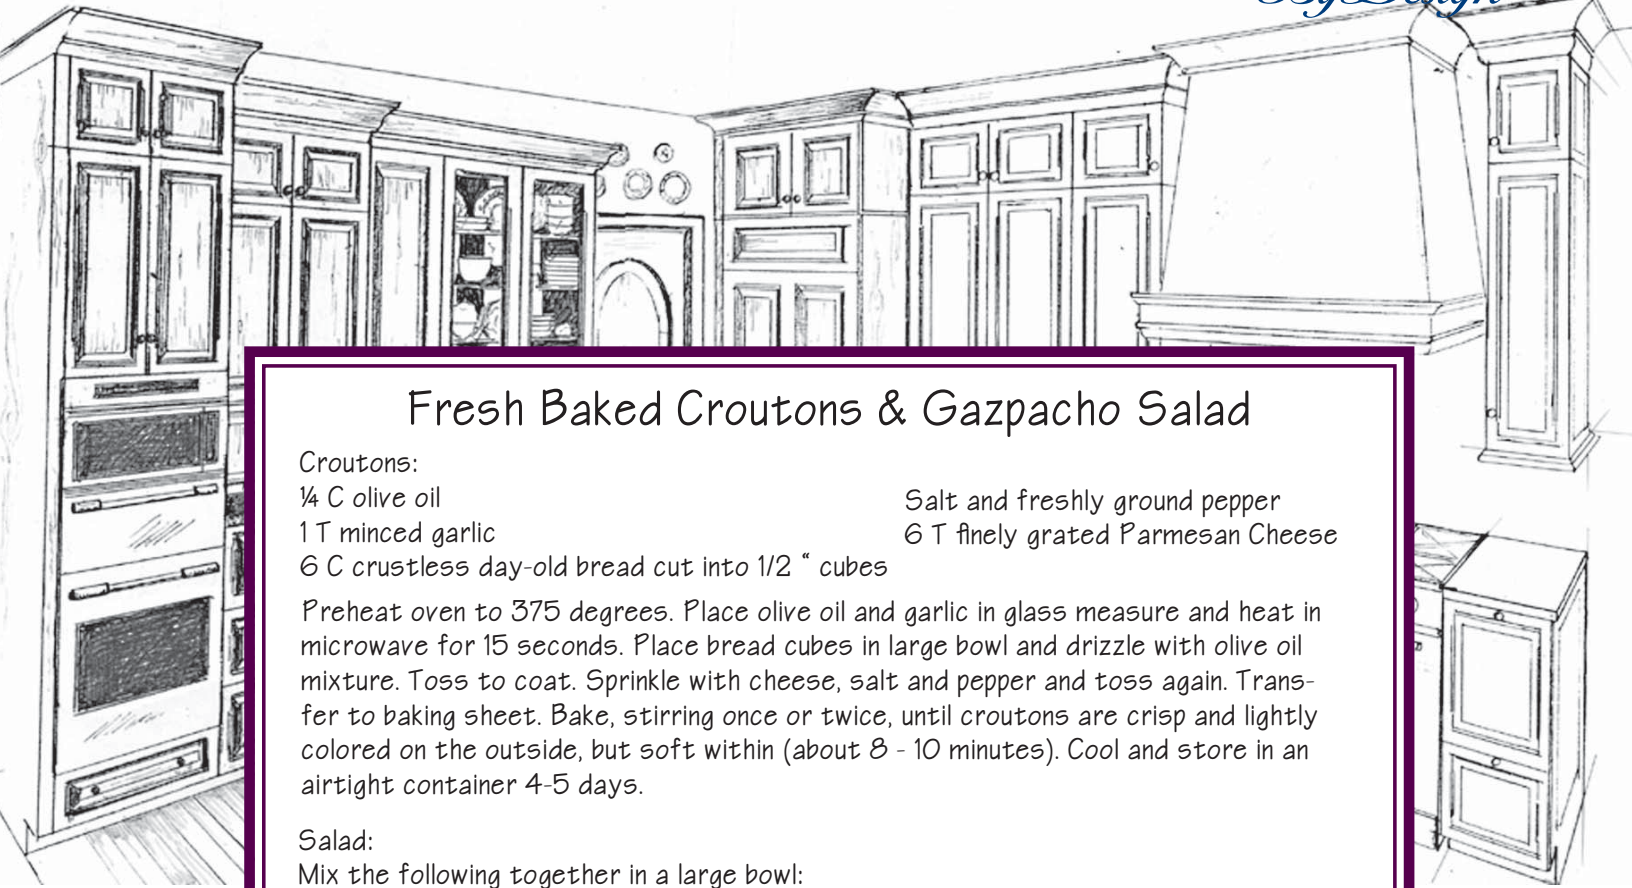 By Design
Fresh Baked Croutons & Gazpacho Salad
Croutons:
¼ C olive oil
1 T minced garlic
6 C crustless day-old bread cut into 1/2 “ cubes
Salt and freshly ground pepper
6 T finely grated Parmesan Cheese
Preheat oven to 375 degrees. Place olive oil and garlic in glass measure and heat in
microwave for 15 seconds. Place bread cubes in large bowl and drizzle with olive oil
mixture. Toss to coat. Sprinkle with cheese, salt and pepper and toss again. Trans-
fer to baking sheet. Bake, stirring once or twice, until croutons are crisp and lightly
colored on the outside, but soft within (about 8 - 10 minutes). Cool and store in an
airtight container 4-5 days.
Salad:
Mix the following together in a large bowl: